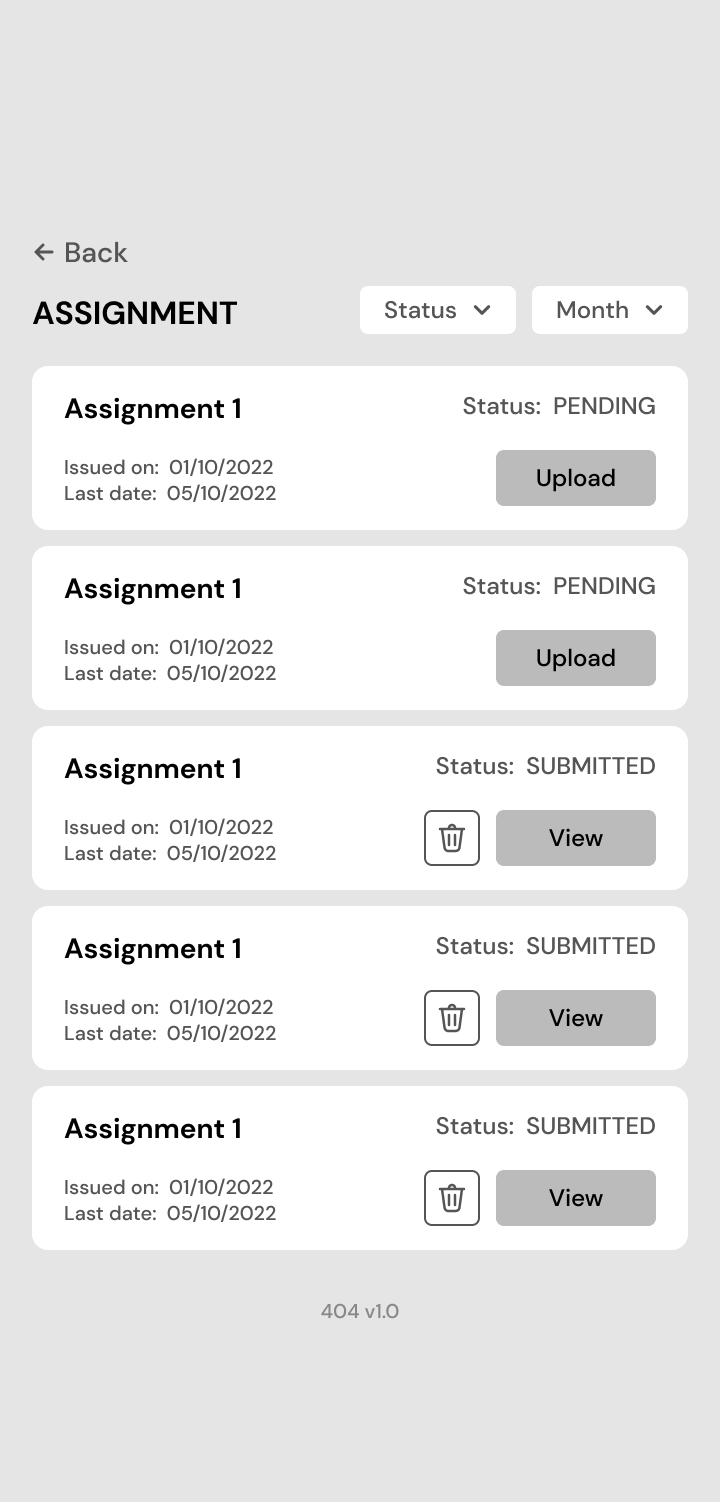 Back
ASSIGNMENT Status Month
Assignment 1 Status: PENDING
Issued on: 01/10/2022
Last date: 05/10/2022
Upload
Assignment 1 Status: PENDING
Issued on: 01/10/2022
Last date: 05/10/2022
Upload
Assignment 1 Status: SUBMITTED
Issued on: 01/10/2022
Last date: 05/10/2022
View
Assignment 1 Status: SUBMITTED
Issued on: 01/10/2022
Last date: 05/10/2022
View
Assignment 1 Status: SUBMITTED
Issued on: 01/10/2022
Last date: 05/10/2022
View
404 v1.0